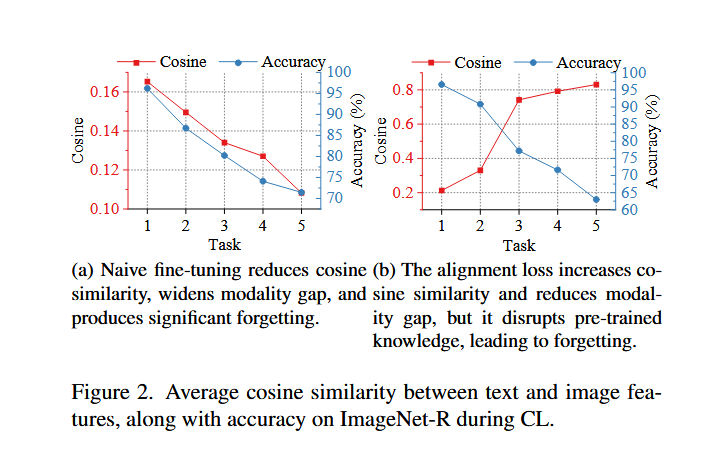 Cosine Accuracy
0.16
0.14
0.12
0.10
Cosine
100
95
90
85
80
75
70
Accuracy (%)
1 2 3 4 5
Task
Cosine Accuracy
0.8
0.6
0.4
0.2
Cosine
100
95
90
85
80
75
70
65
60
Accuracy (%)
1 2 3 4 5
Task
(a) Naive fine-tuning reduces cosine
similarity, widens modality gap, and
produces significant forgetting.
(b) The alignment loss increases co-
sine similarity and reduces modal-
ity gap, but it disrupts pre-trained
knowledge, leading to forgetting.
Figure 2. Average cosine similarity between text and image fea-
tures, along with accuracy on ImageNet-R during CL.